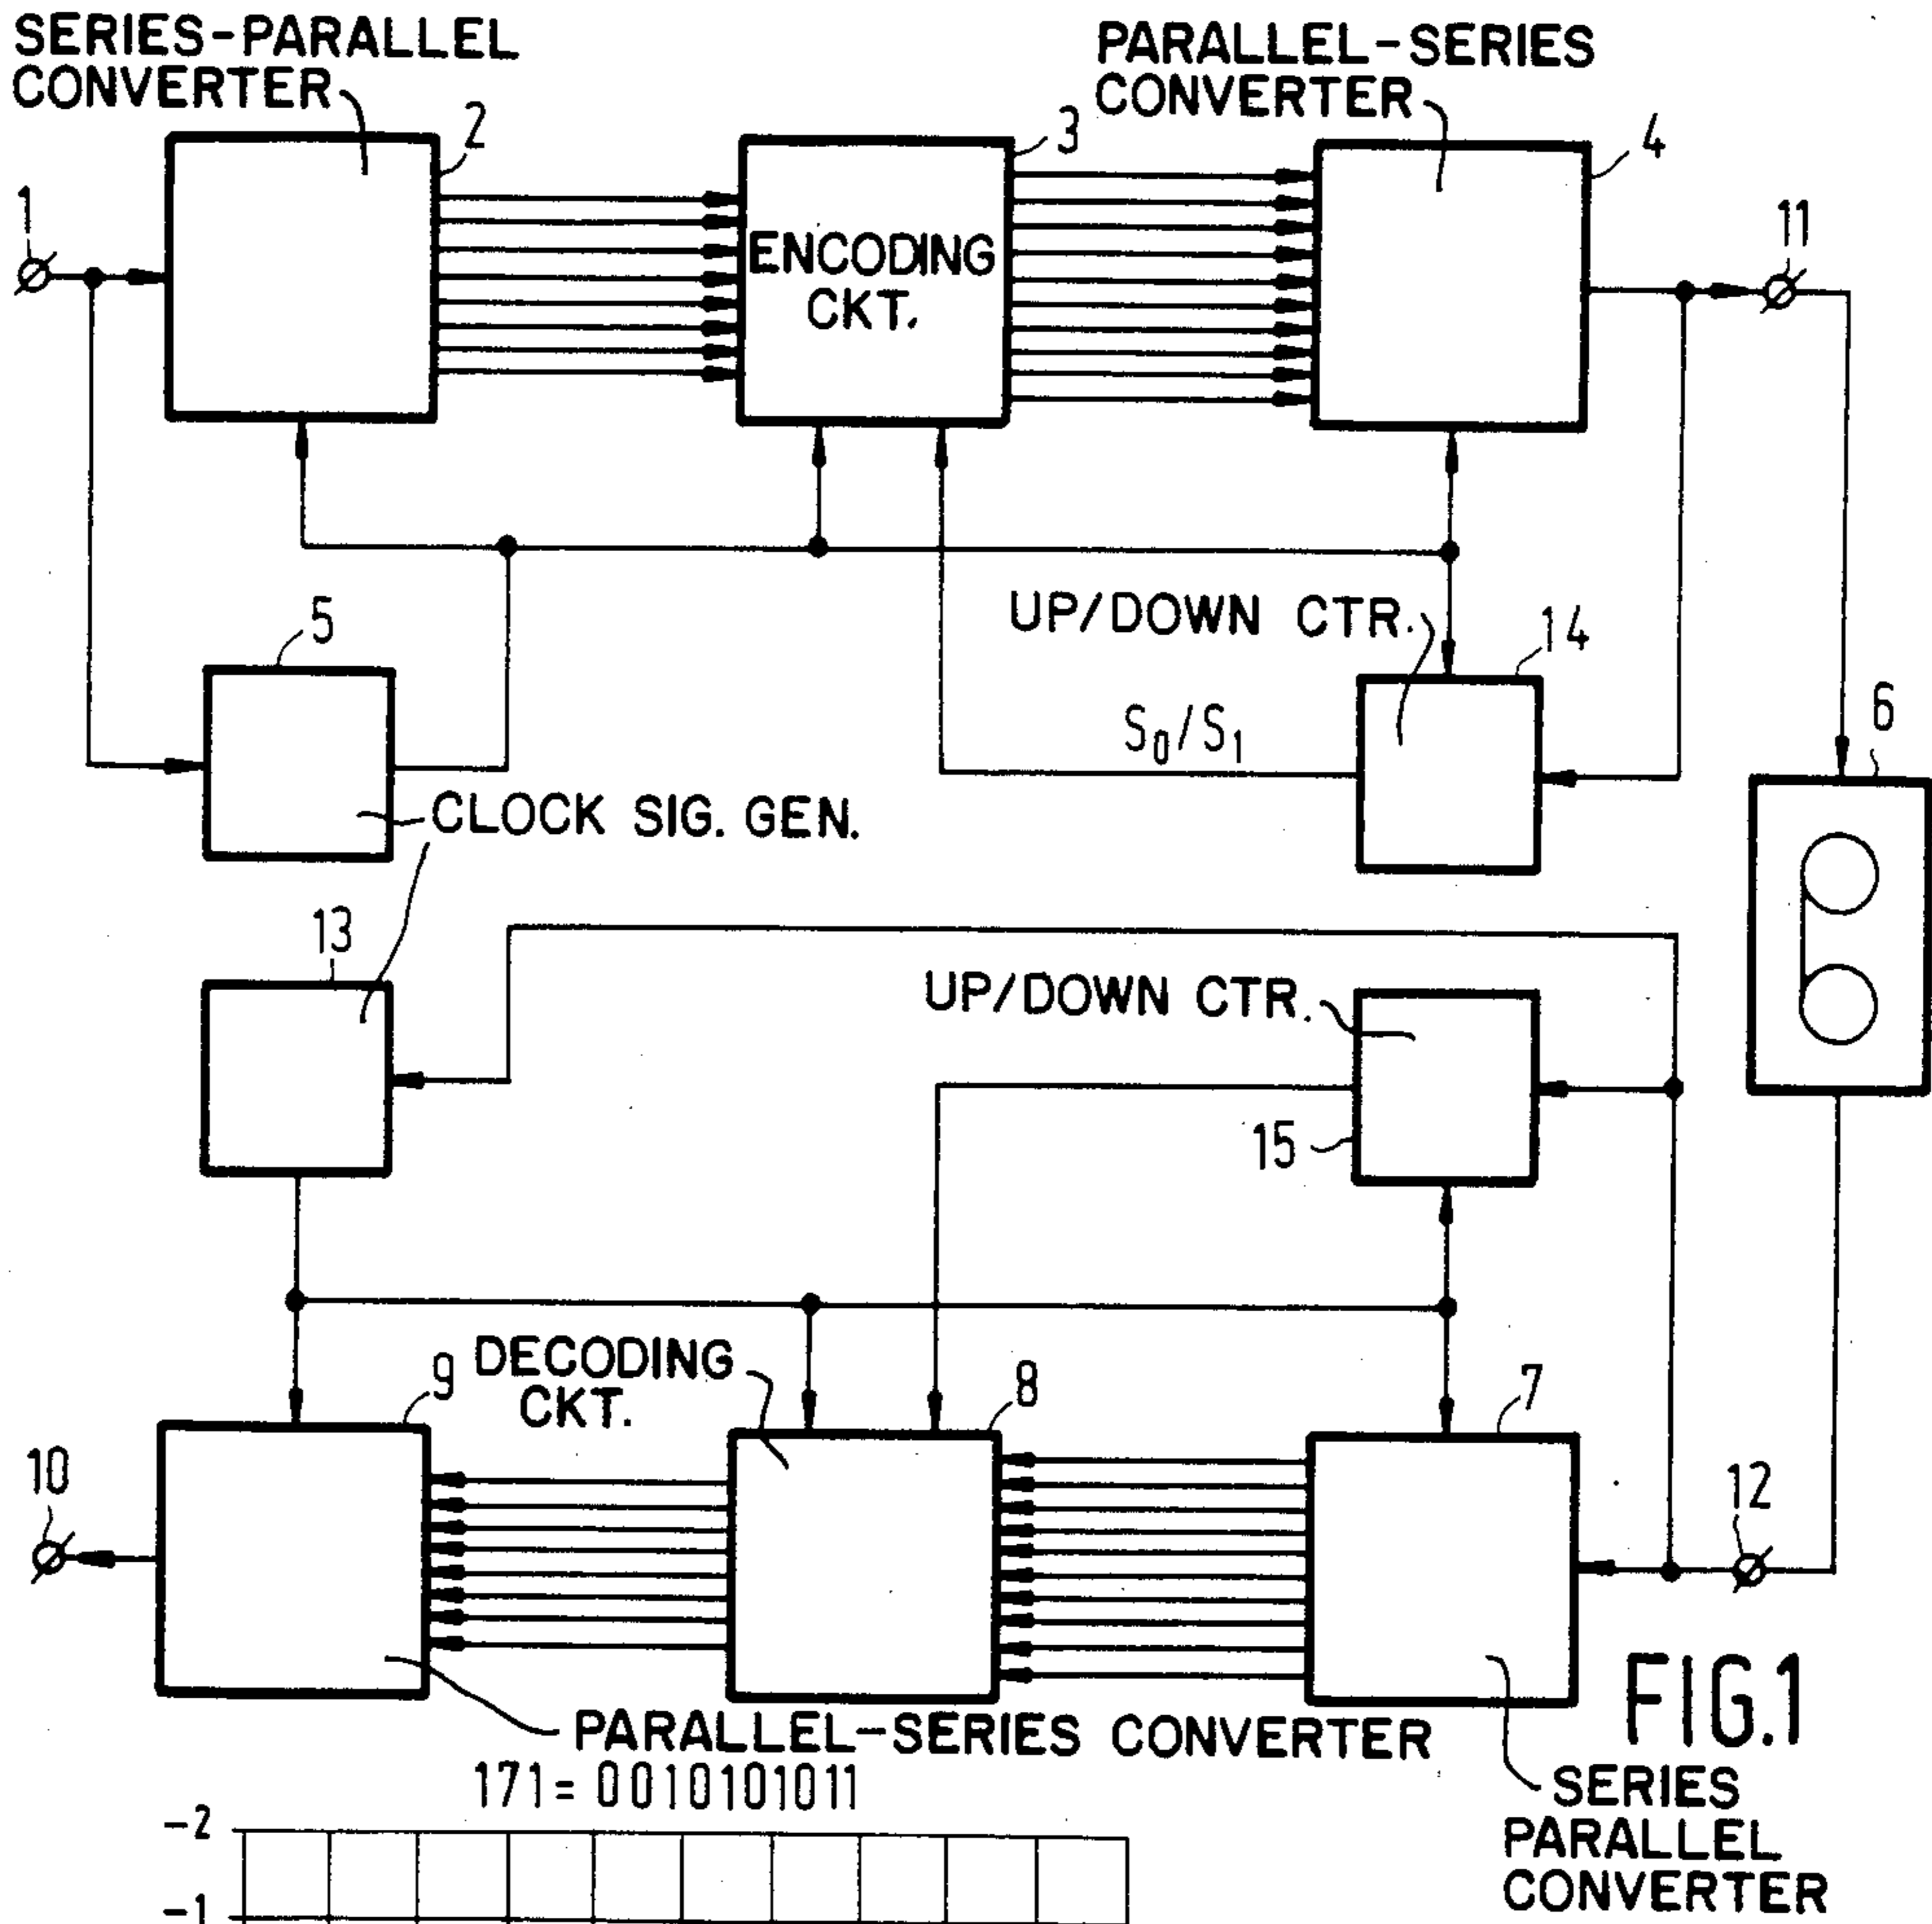 SERIES-PARALLEL
CONVERTER
PARALLEL-SERIES
CONVERTER
2
3
4
1
11
ENCODING
CKT.
UP/DOWN CTR.
5
14
S0/S1
6
CLOCK SIG. GEN.
13
UP/DOWN CTR.
15
DECODING
CKT.
9
8
7
10
12
PARALLEL-SERIES CONVERTER
FIG.1
171= 0010101011
SERIES
PARALLEL
CONVERTER
-2
-1